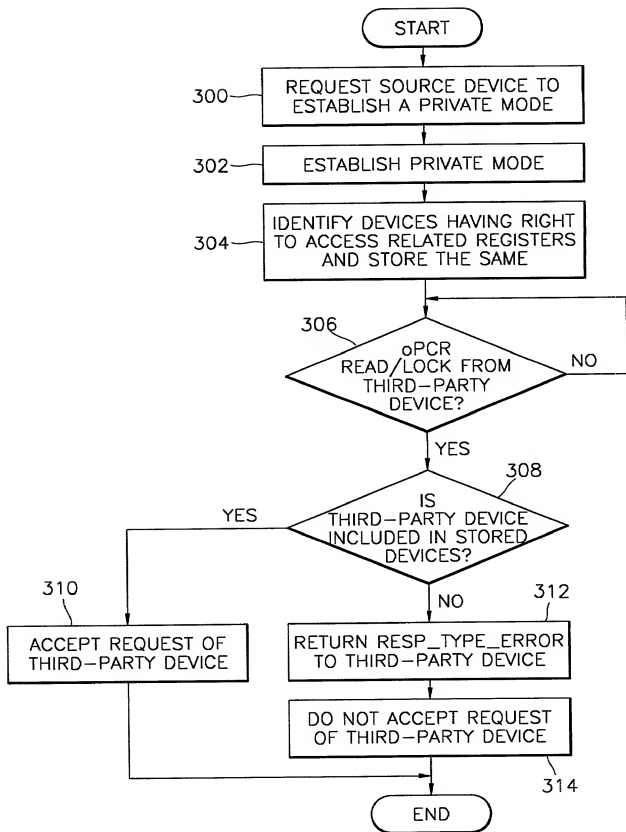 START
300
REQUEST SOURCE DEVICE TO
ESTABLISH A PRIVATE MODE
302
ESTABLISH PRIVATE MODE
304
IDENTIFY DEVICES HAVING RIGHT
TO ACCESS RELATED REGISTERS
AND STORE THE SAME
306
oPCR
READ/LOCK FROM
THIRD-PARTY
DEVICE?
NO
YES
308
IS
THIRD-PARTY DEVICE
INCLUDED IN STORED
DEVICES?
YES
NO
310
ACCEPT REQUEST OF
THIRD-PARTY DEVICE
312
RETURN RESP_TYPE_ERROR
TO THIRD-PARTY DEVICE
DO NOT ACCEPT REQUEST
OF THIRD-PARTY DEVICE
314
END